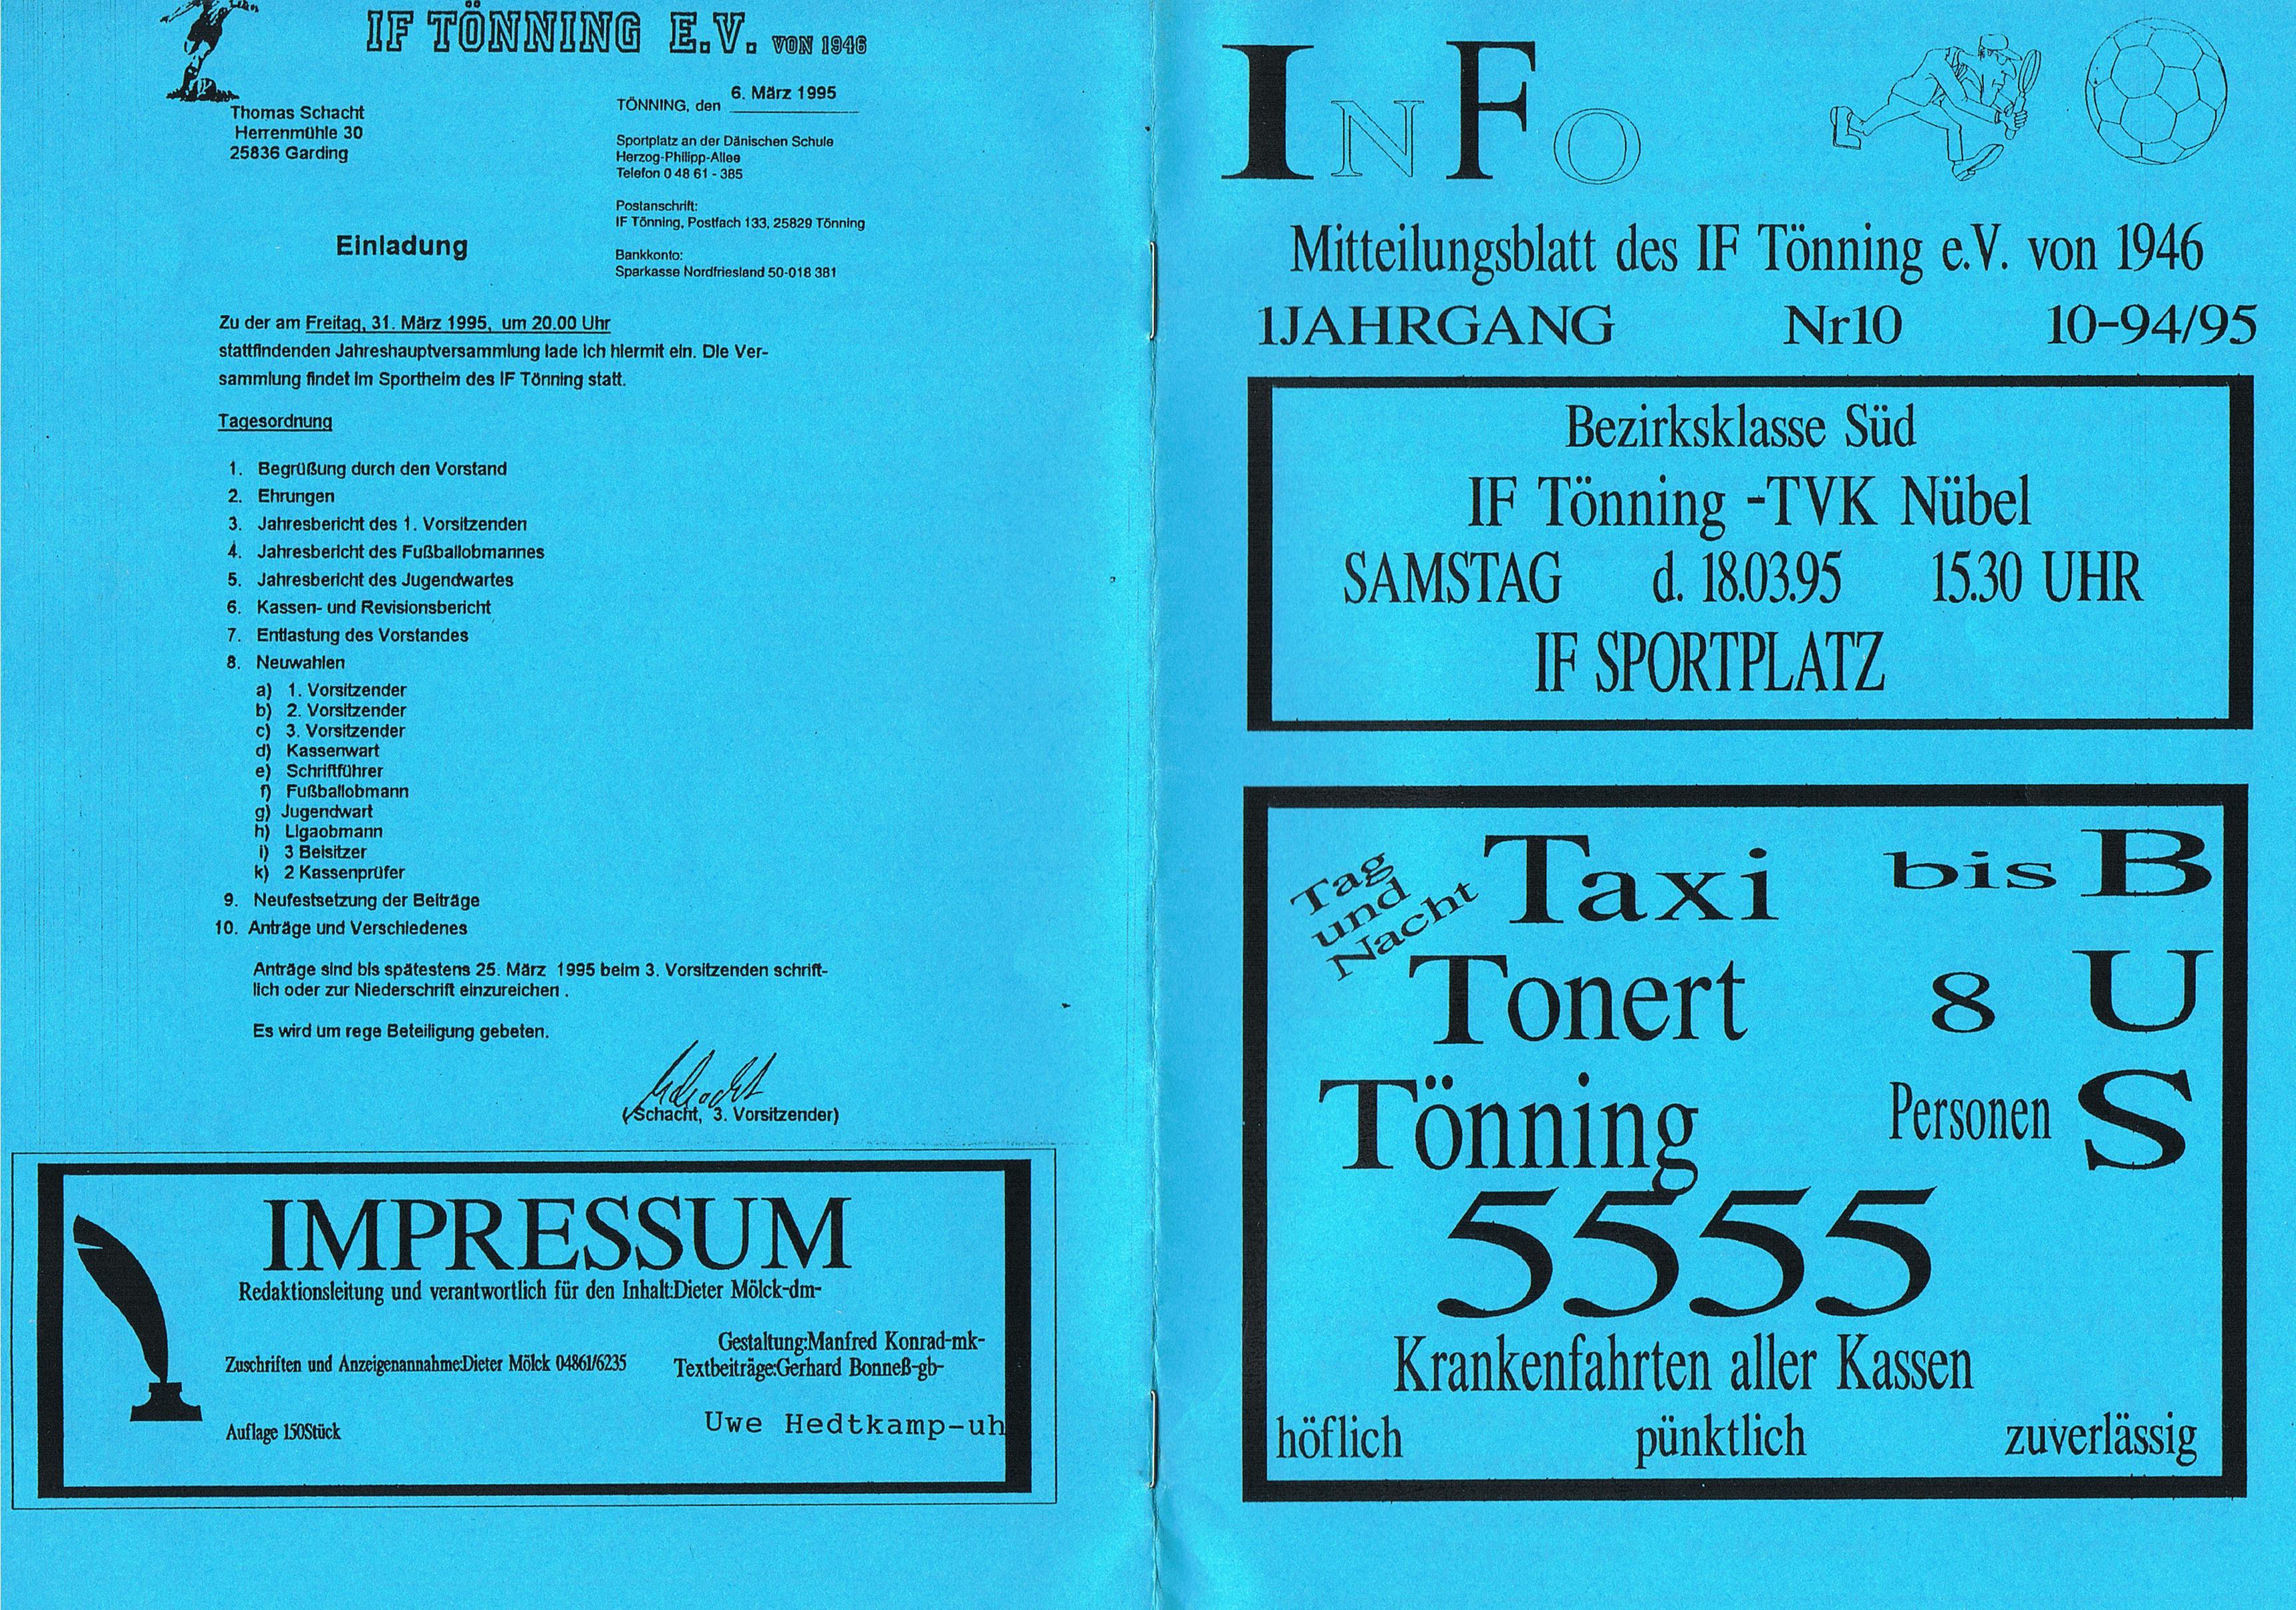 IF TÖNNING E.V. VON 1946
Thomas Schacht
Herrenmühle 30
25836 Garding
TÖNNING, den 6. März 1995
Sportplatz an der Dänischen Schule
Herzog-Philipp-Allee
Telefon 0 48 61 - 385
Postanschrift:
IF Tönning, Postfach 133, 25829 Tönning
Bankkonto:
Sparkasse Nordfriesland 50-018 381
Einladung
Zu der am Freitag, 31. März 1995, um 20.00 Uhr
stattfindenden Jahreshauptversammlung lade ich hiermit ein. Die Ver-
sammlung findet im Sportheim des IF Tönning statt.
Tagesordnung
1. Begrüßung durch den Vorstand
2. Ehrungen
3. Jahresbericht des 1. Vorsitzenden
4. Jahresbericht des Fußballobmannes
5. Jahresbericht des Jugendwartes
6. Kassen- und Revisionsbericht
7. Entlastung des Vorstandes
8. Neuwahlen
a) 1. Vorsitzender
b) 2. Vorsitzender
c) 3. Vorsitzender
d) Kassenwart
e) Schriftführer
f) Fußballobmann
g) Jugendwart
h) Ligaobmann
i) 3 Beisitzer
k) 2 Kassenprüfer
9. Neufestsetzung der Beiträge
10. Anträge und Verschiedenes
Anträge sind bis spätestens 25. März 1995 beim 3. Vorsitzenden schrift-
lich oder zur Niederschrift einzureichen .
Es wird um rege Beteiligung gebeten.
Schacht
(Schacht, 3. Vorsitzender)
IMPRESSUM
Redaktionsleitung und verantwortlich für den Inhalt:Dieter Mölck-dm-
Gestaltung:Manfred Konrad-mk-
Zuschriften und Anzeigenannahme:Dieter Mölck 04861/6235
Textbeiträge:Gerhard Bonneß-gb-
Uwe Hedtkamp-uh
Auflage 150Stück
INFO
Mitteilungsblatt des IF Tönning e.V. von 1946
1JAHRGANG Nr10 10-94/95
Bezirksklasse Süd
IF Tönning -TVK Nübel
SAMSTAG d. 18.03.95 15.30 UHR
IF SPORTPLATZ
Tag
und
Nacht
Taxi
Tonert
Tönning
bis
8
Personen
BUS
5555
Krankenfahrten aller Kassen
höflich pünktlich zuverlässig